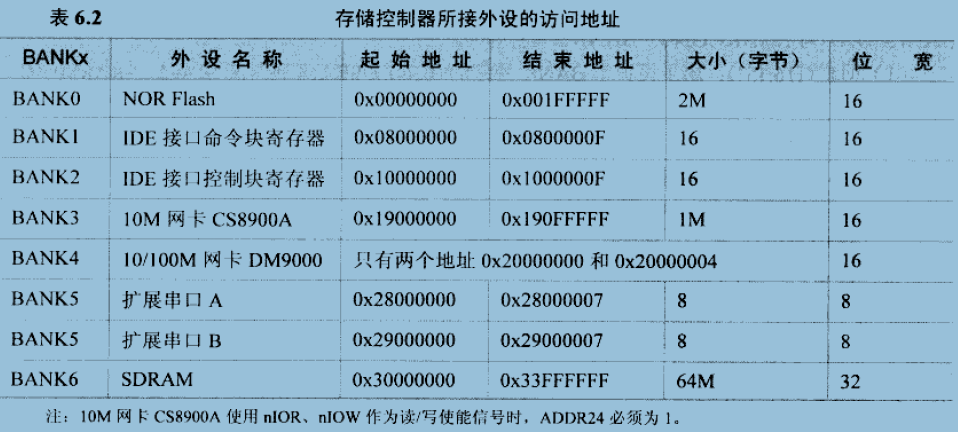 表 6.2 存储控制器所接外设的访问地址
BANKx 外设名称 起始地址 结束地址 大小（字节） 位宽
BANK0 NOR Flash 0x00000000 0x001FFFFF 2M 16
BANK1 IDE 接口命令块寄存器 0x08000000 0x0800000F 16 16
BANK2 IDE 接口控制块寄存器 0x10000000 0x1000000F 16 16
BANK3 10M 网卡 CS8900A 0x19000000 0x190FFFFF 1M 16
BANK4 10/100M 网卡 DM9000 只有两个地址 0x20000000 和 0x20000004 16
BANK5 扩展串口 A 0x28000000 0x28000007 8 8
BANK5 扩展串口 B 0x29000000 0x29000007 8 8
BANK6 SDRAM 0x30000000 0x33FFFFFF 64M 32
注：10M 网卡 CS8900A 使用 nIOR、nIOW 作为读/写使能信号时，ADDR24 必须为 1。